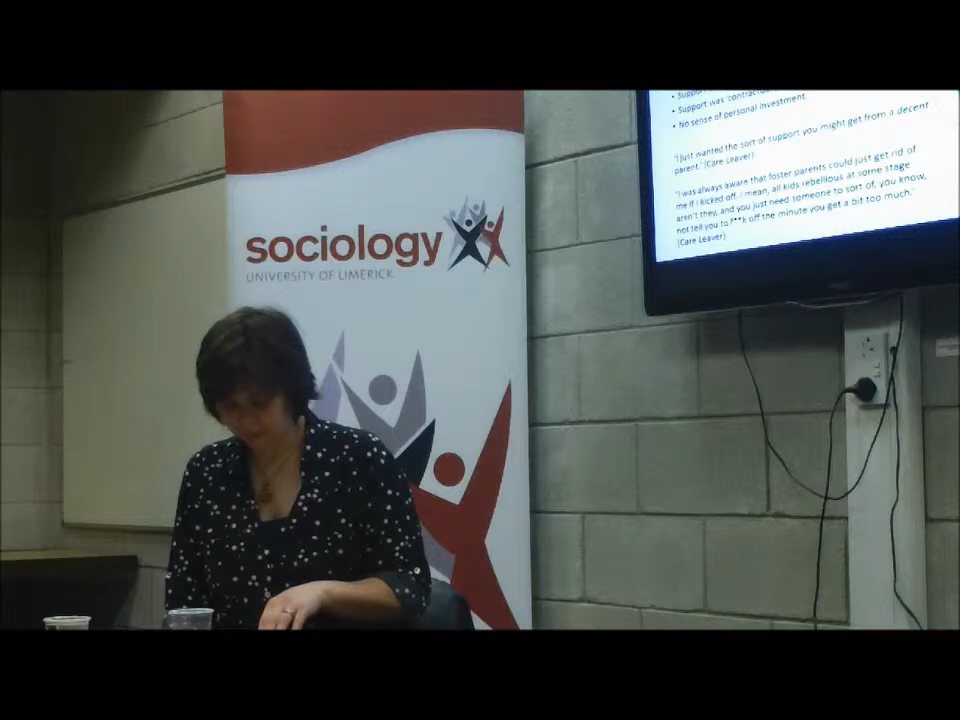 sociology
UNIVERSITY OF LIMERICK
• Support
• Support was 'contractua
• No sense of personal investment.
'I just wanted the sort of support you might get from a decent
parent.' (Care Leaver)
'I was always aware that foster parents could just get rid of
me if I kicked off. I mean, all kids rebellious at some stage
aren't they, and you just need someone to sort of, you know,
not tell you to f**k off the minute you get a bit too much.'
(Care Leaver)